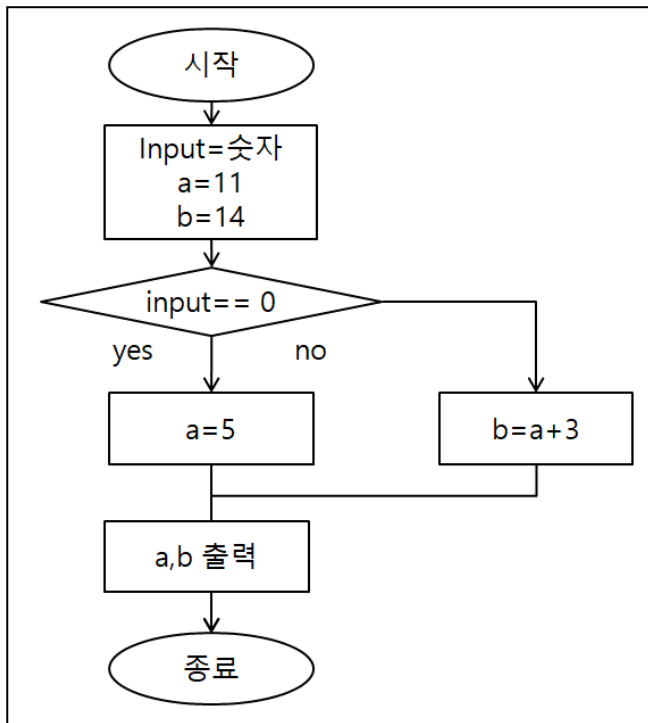 시작
Input=숫자
a=11
b=14
input== 0
yes
no
a=5
b=a+3
a,b 출력
종료